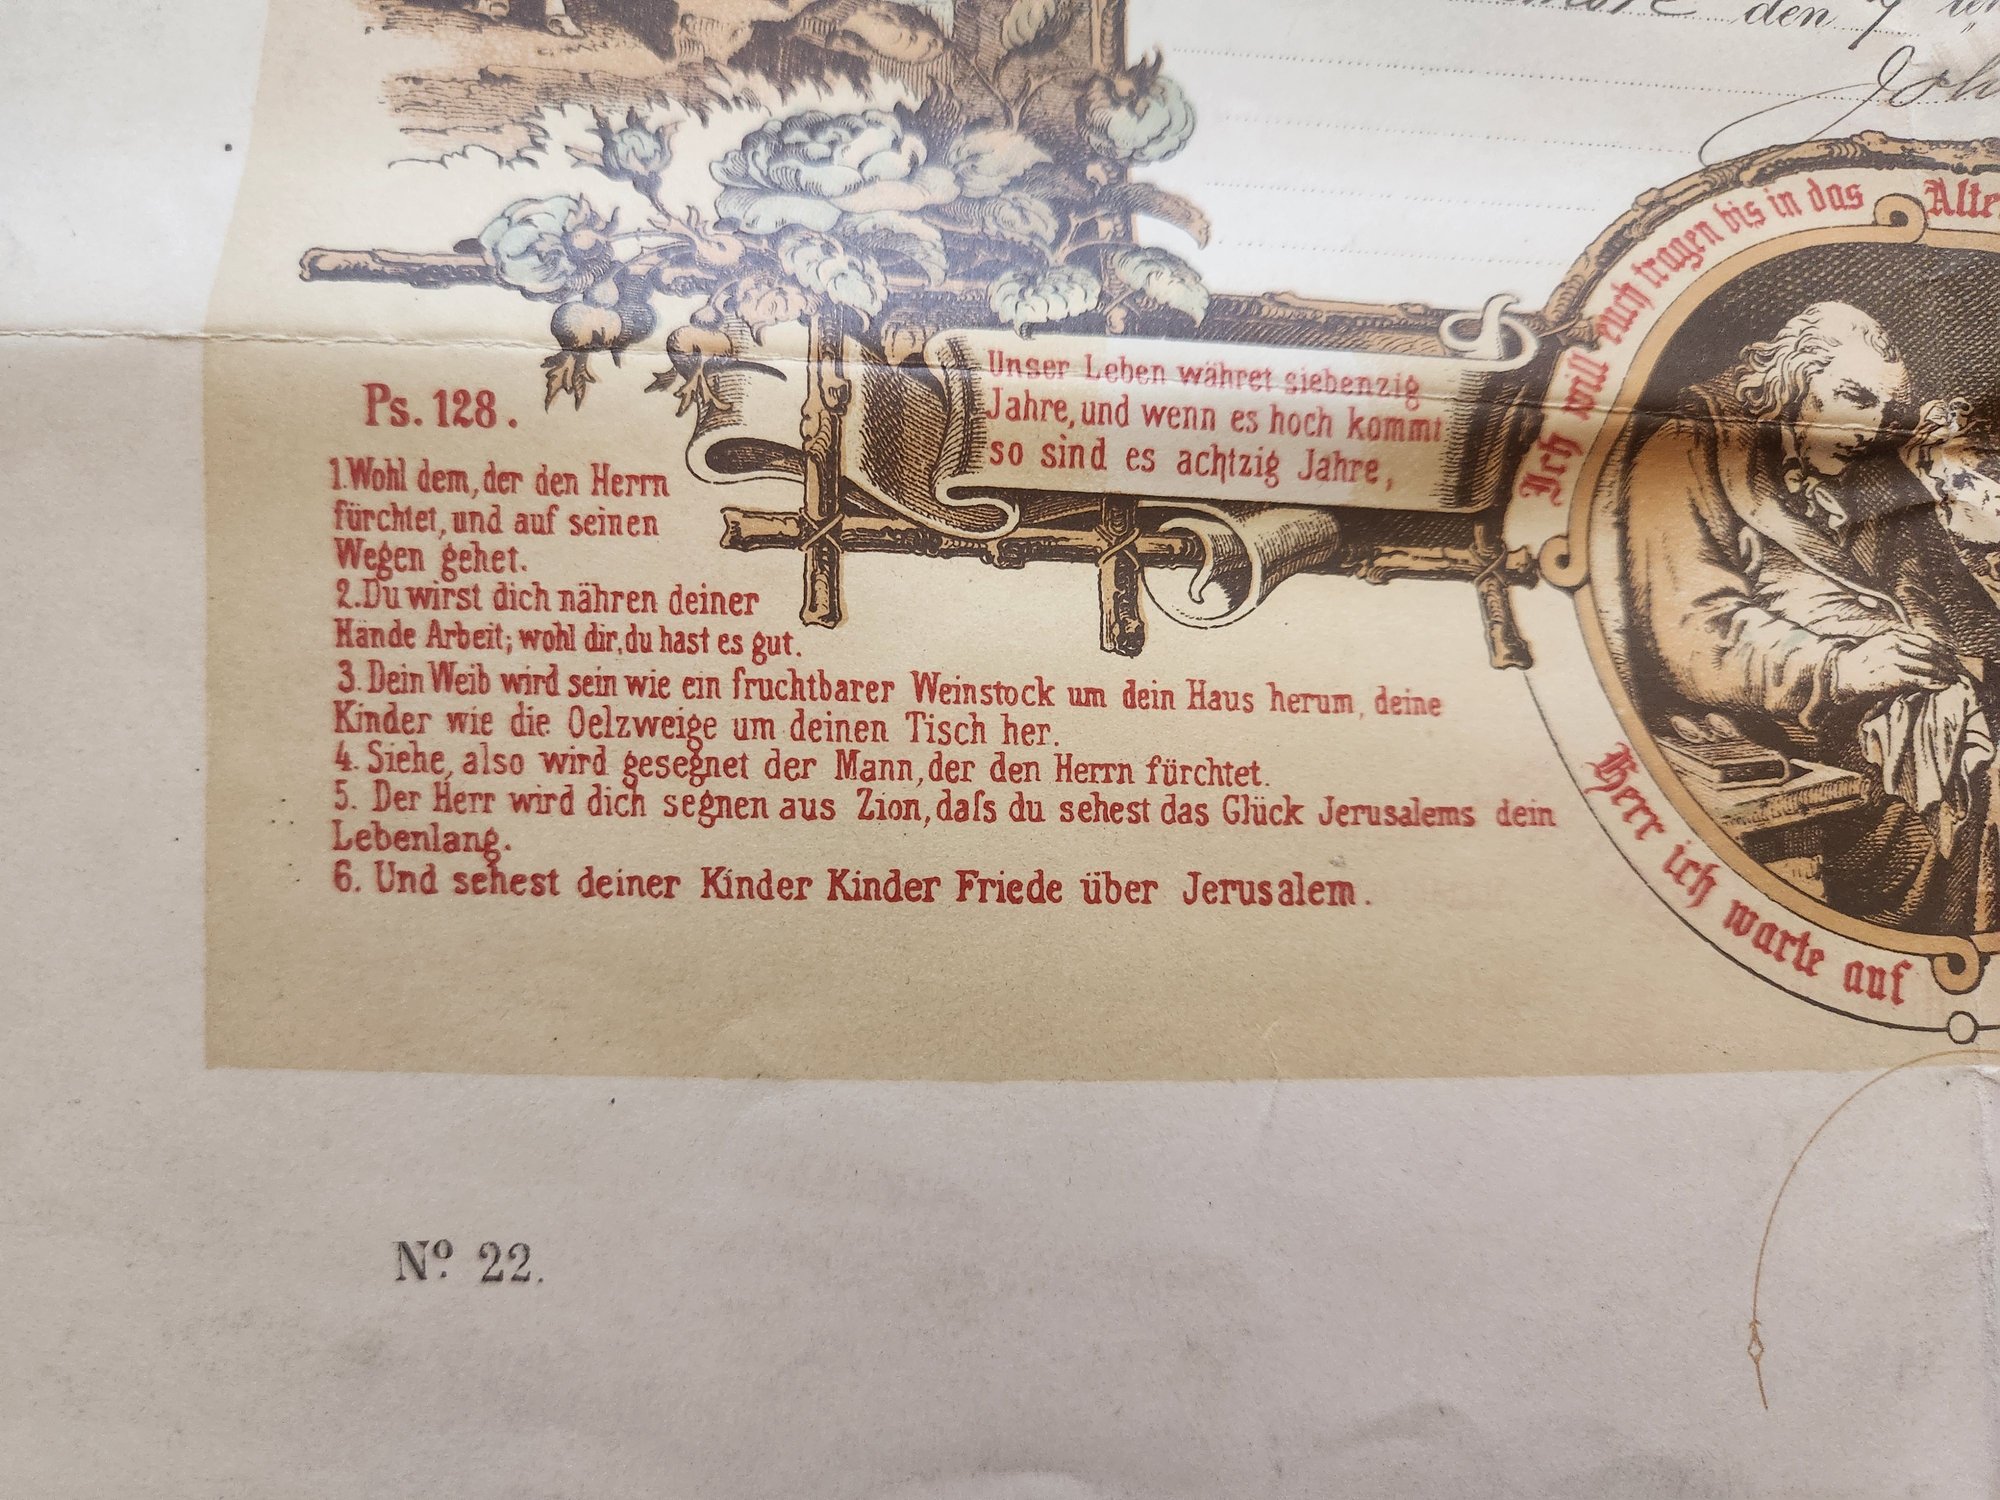 den 7
Joh
Ich will euch tragen bis in das Alte
Unser Leben währet siebenzig
Jahre, und wenn es hoch kommt
so sind es achtzig Jahre,
Ps. 128.
1. Wohl dem, der den Herrn
fürchtet, und auf seinen
Wegen gehet.
2. Du wirst dich nähren deiner
Hände Arbeit; wohl dir, du hast es gut.
3. Dein Weib wird sein wie ein fruchtbarer Weinstock um dein Haus herum, deine
Kinder wie die Oelzweige um deinen Tisch her.
4. Siehe, also wird gesegnet der Mann, der den Herrn fürchtet.
5. Der Herr wird dich segnen aus Zion, daſs du sehest das Glück Jerusalems dein
Lebenlang.
6. Und sehest deiner Kinder Kinder Friede über Jerusalem.
Herr ich warte auf
Nº 22.